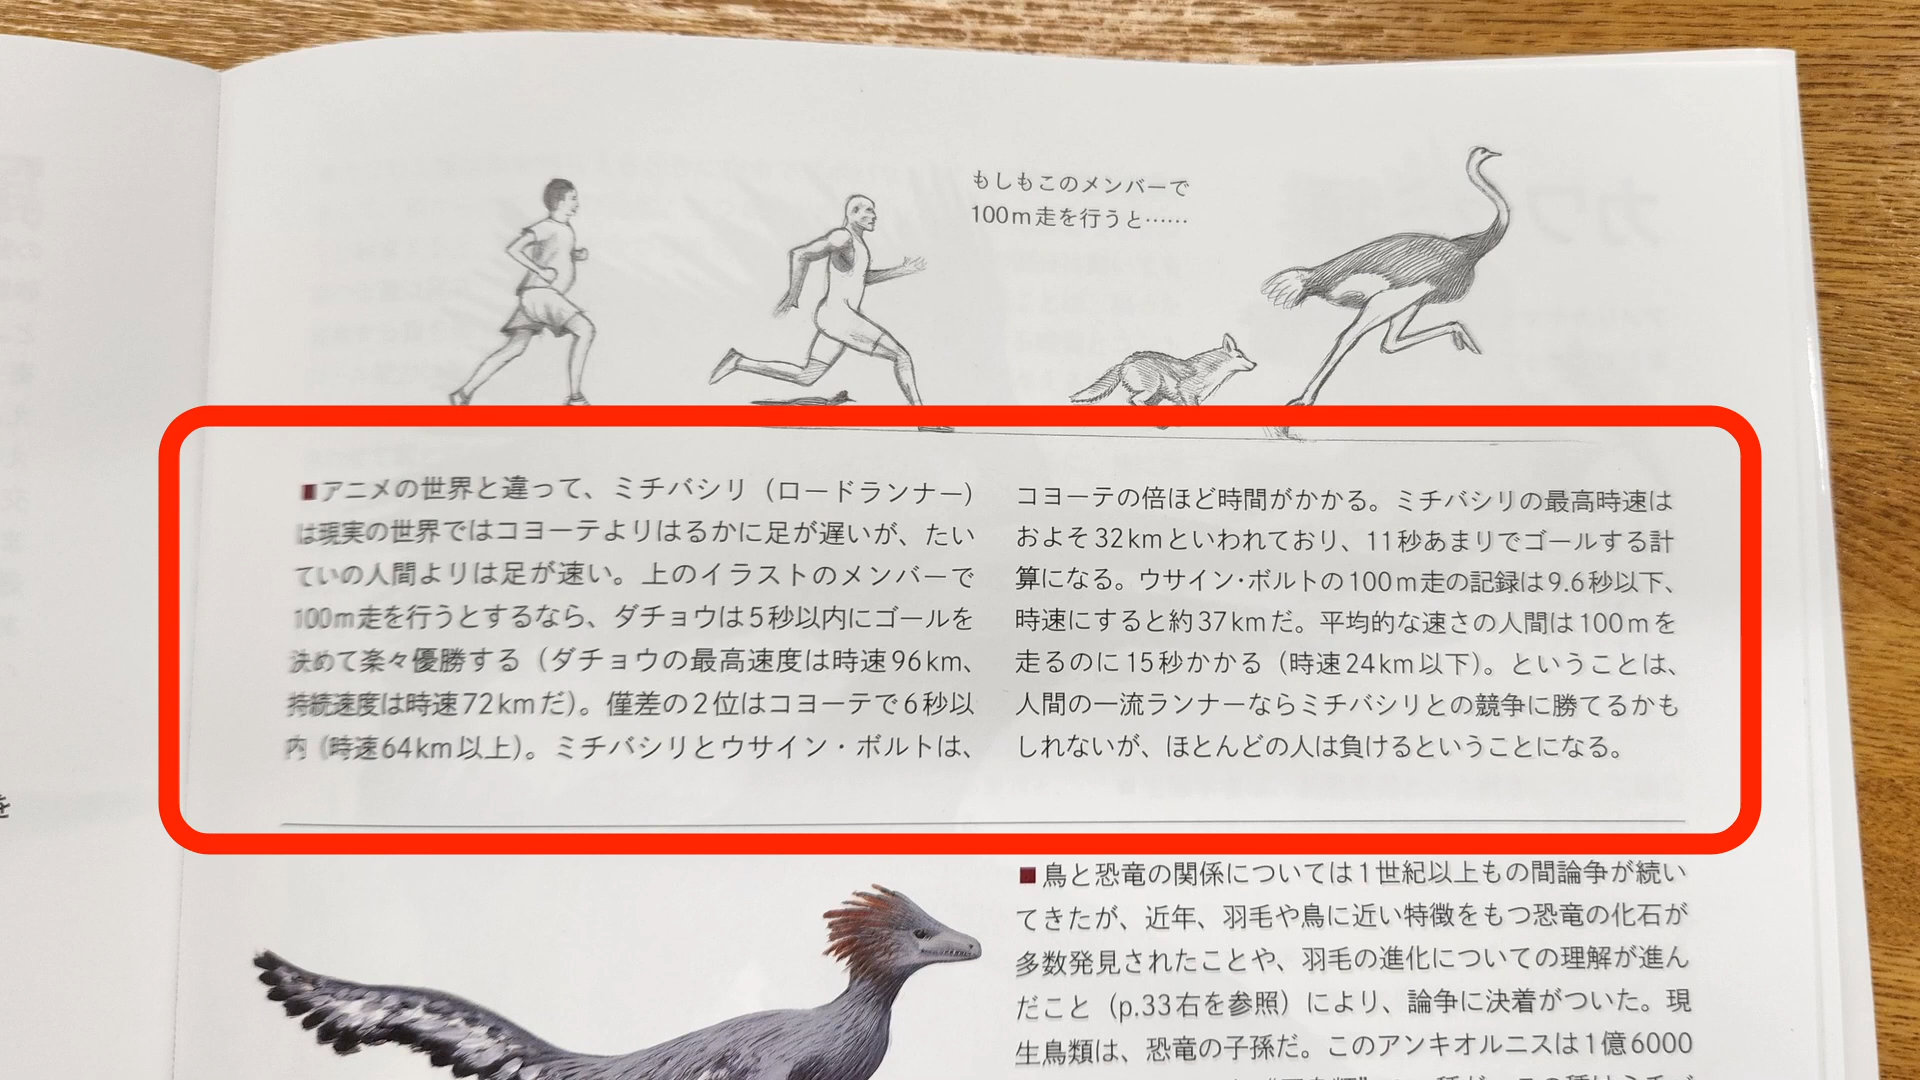 もしもこのメンバーで
100m走を行うと……
■アニメの世界と違って、ミチバシリ（ロードランナー）
は現実の世界ではコヨーテよりはるかに足が遅いが、たい
ていの人間よりは足が速い。上のイラストのメンバーで
100m走を行うとするなら、ダチョウは5秒以内にゴールを
決めて楽々優勝する（ダチョウの最高速度は時速96km、
持続速度は時速72kmだ）。僅差の2位はコヨーテで6秒以
内（時速64km以上）。ミチバシリとウサイン・ボルトは、
コヨーテの倍ほど時間がかかる。ミチバシリの最高時速は
およそ32kmといわれており、11秒あまりでゴールする計
算になる。ウサイン・ボルトの100m走の記録は9.6秒以下、
時速にすると約37kmだ。平均的な速さの人間は100mを
走るのに15秒かかる（時速24km以下）。ということは、
人間の一流ランナーならミチバシリとの競争に勝てるかも
しれないが、ほとんどの人は負けるということになる。
■鳥と恐竜の関係については1世紀以上もの間論争が続い
てきたが、近年、羽毛や鳥に近い特徴をもつ恐竜の化石が
多数発見されたことや、羽毛の進化についての理解が進ん
だこと（p.33右を参照）により、論争に決着がついた。現
生鳥類は、恐竜の子孫だ。このアンキオルニスは1億6000
を